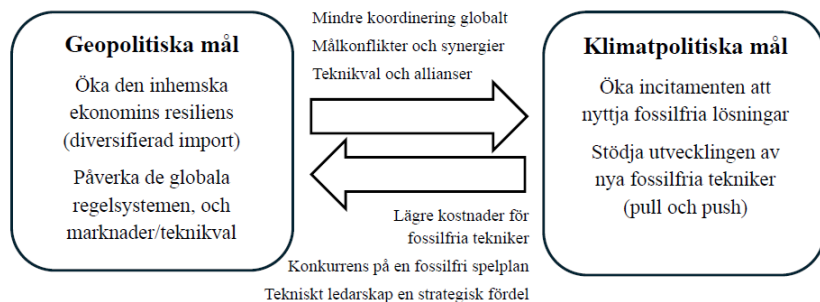 Geopolitiska mål
Öka den inhemska
ekonomins resiliens
(diversifierad import)
Påverka de globala
regelsystemen, och
marknader/teknikval
Mindre koordinering globalt
Målkonflikter och synergier
Teknikval och allianser
Lägre kostnader för
fossilfria tekniker
Konkurrens på en fossilfri spelplan
Tekniskt ledarskap en strategisk fördel
Klimatpolitiska mål
Öka incitamenten att
nyttja fossilfria lösningar
Stödja utvecklingen av
nya fossilfria tekniker
(pull och push)